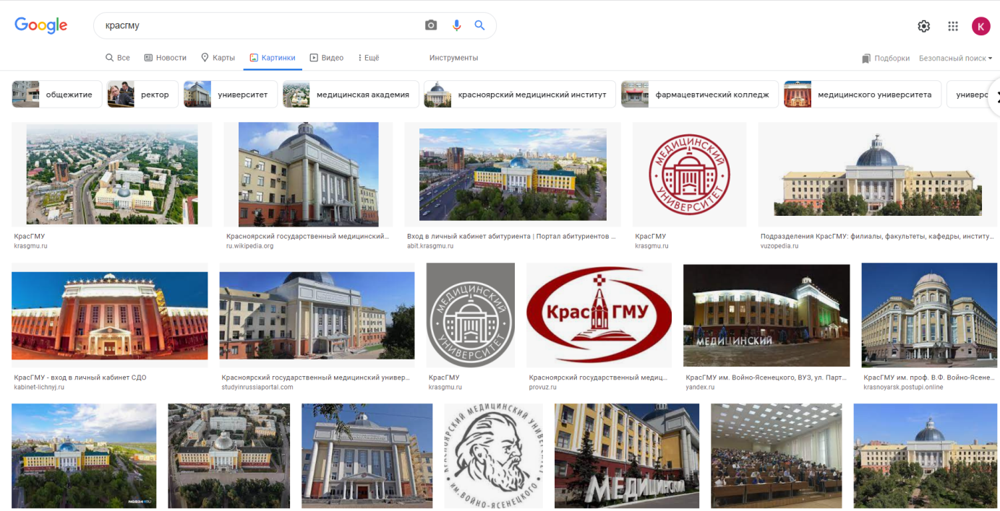 Google
красгму
K
Все Новости Карты Картинки Видео Ещё Инструменты Подборки Безопасный поиск
общежитие ректор университет медицинская академия красноярский медицинский институт фармацевтический колледж медицинского университета универс
МЕДИЦИНСКИЙ УНИВЕРСИТЕТ
КрасГМУ
krasgmu.ru
Красноярский государственный медицинский...
ru.wikipedia.org
Вход в личный кабинет абитуриента | Портал абитуриентов ...
abit.krasgmu.ru
КрасГМУ
krasgmu.ru
Подразделения КрасГМУ: филиалы, факультеты, кафедры, институ...
vuzopedia.ru
МЕДИЦИНСКИЙ УНИВЕРСИТЕТ
КрасГМУ
МЕДИЦИНСКИЙ
КрасГМУ - вход в личный кабинет СДО
kabinet-lichnyj.ru
Красноярский государственный медицинский универ...
studyinrussiaportal.com
КрасГМУ
krasgmu.ru
Красноярский государственный медиц...
provuz.ru
КрасГМУ им. Войно-Ясенецкого, ВУЗ, ул. Парт...
yandex.ru
КрасГМУ им. проф. В.Ф. Войно-Ясене...
krasnoyarsk.postupi.online
NGS24.RU
КРАСНОЯРСКИЙ МЕДИЦИНСКИЙ УНИВЕРСИТЕТ
ИМ. ВОЙНО-ЯСЕНЕЦКОГО
МЕДИЦИНСКИЙ